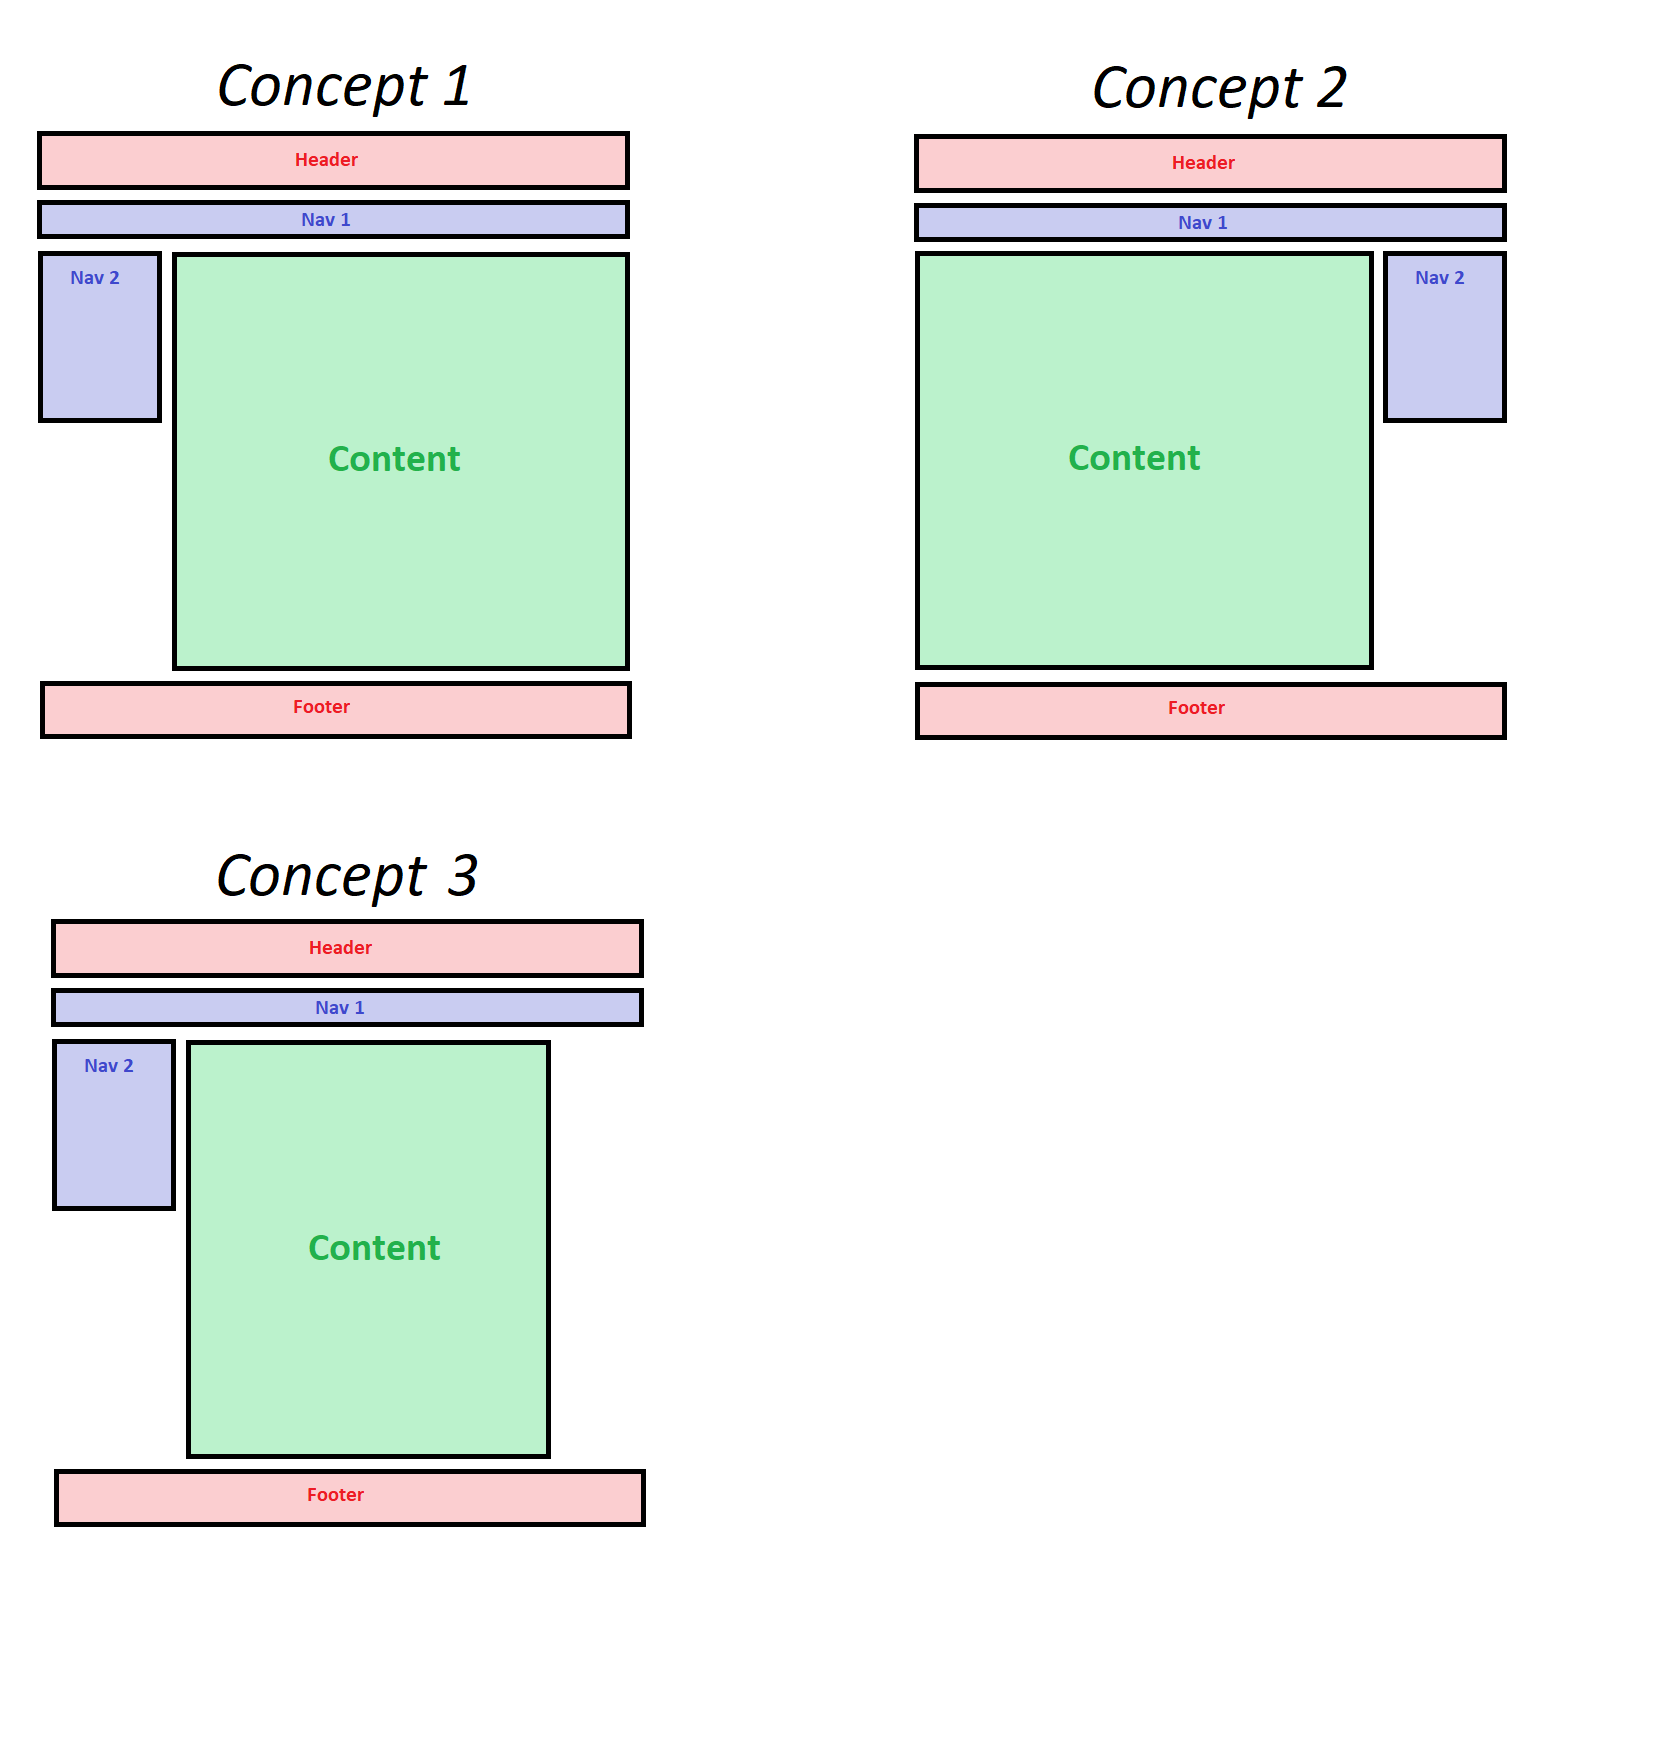 Concept 1
Header
Nav 1
Nav 2
Content
Footer
Concept 2
Header
Nav 1
Content
Nav 2
Footer
Concept 3
Header
Nav 1
Nav 2
Content
Footer